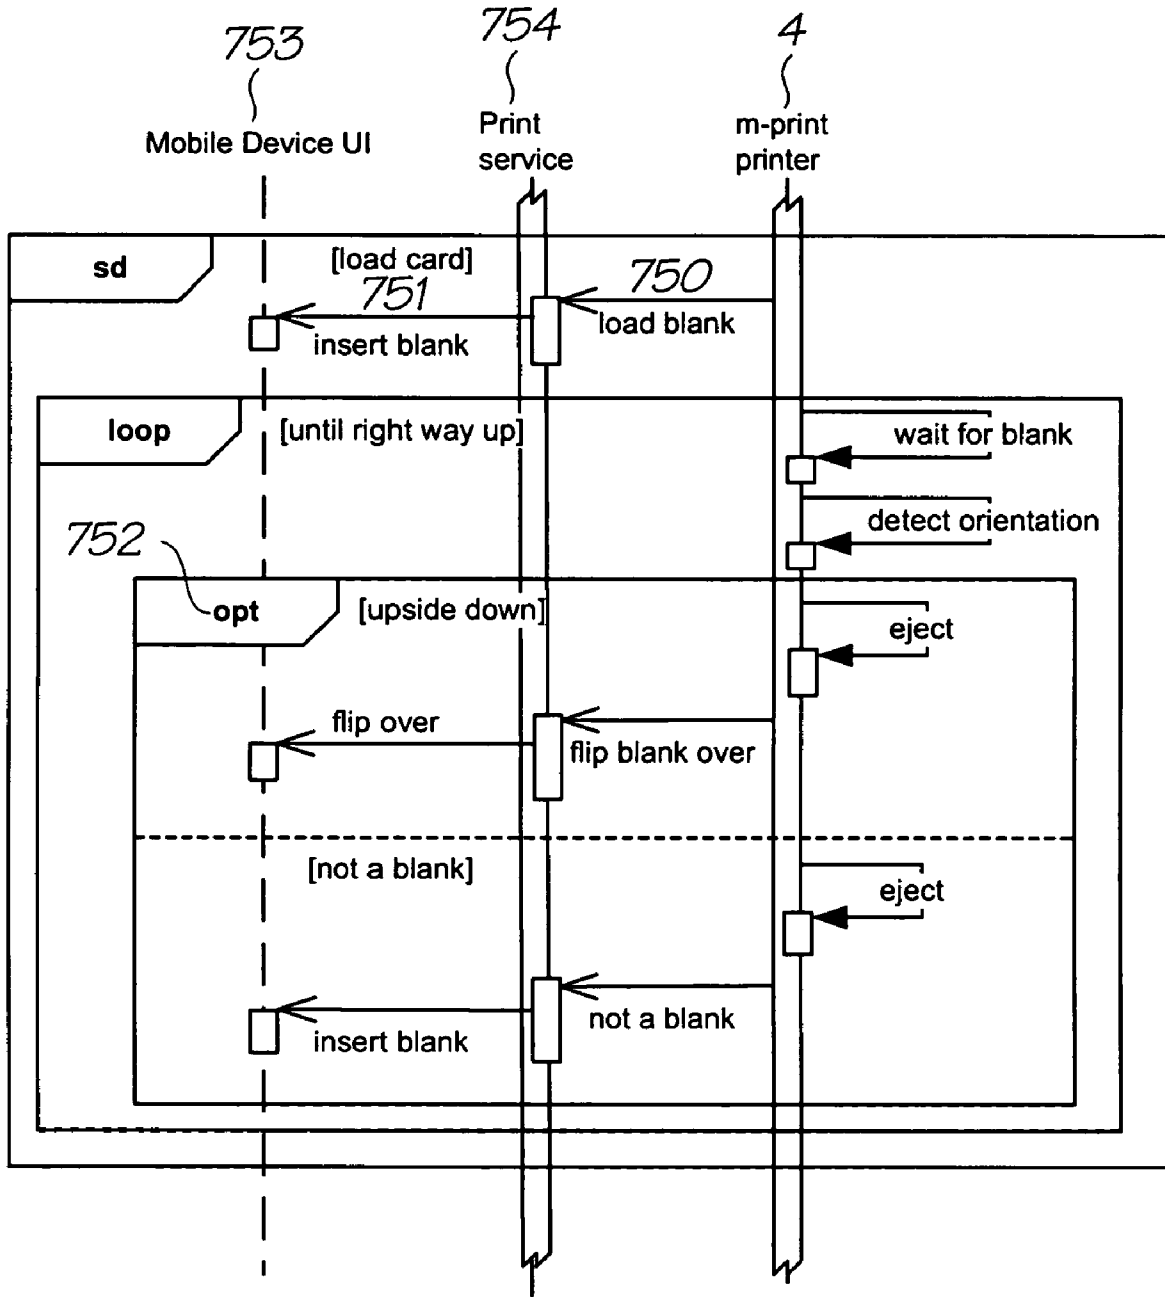 753
754
4
Mobile Device UI
Print
service
m-print
printer
sd
[load card]
751
750
insert blank
load blank
loop
[until right way up]
wait for blank
detect orientation
752
opt
[upside down]
eject
flip over
flip blank over
[not a blank]
eject
insert blank
not a blank